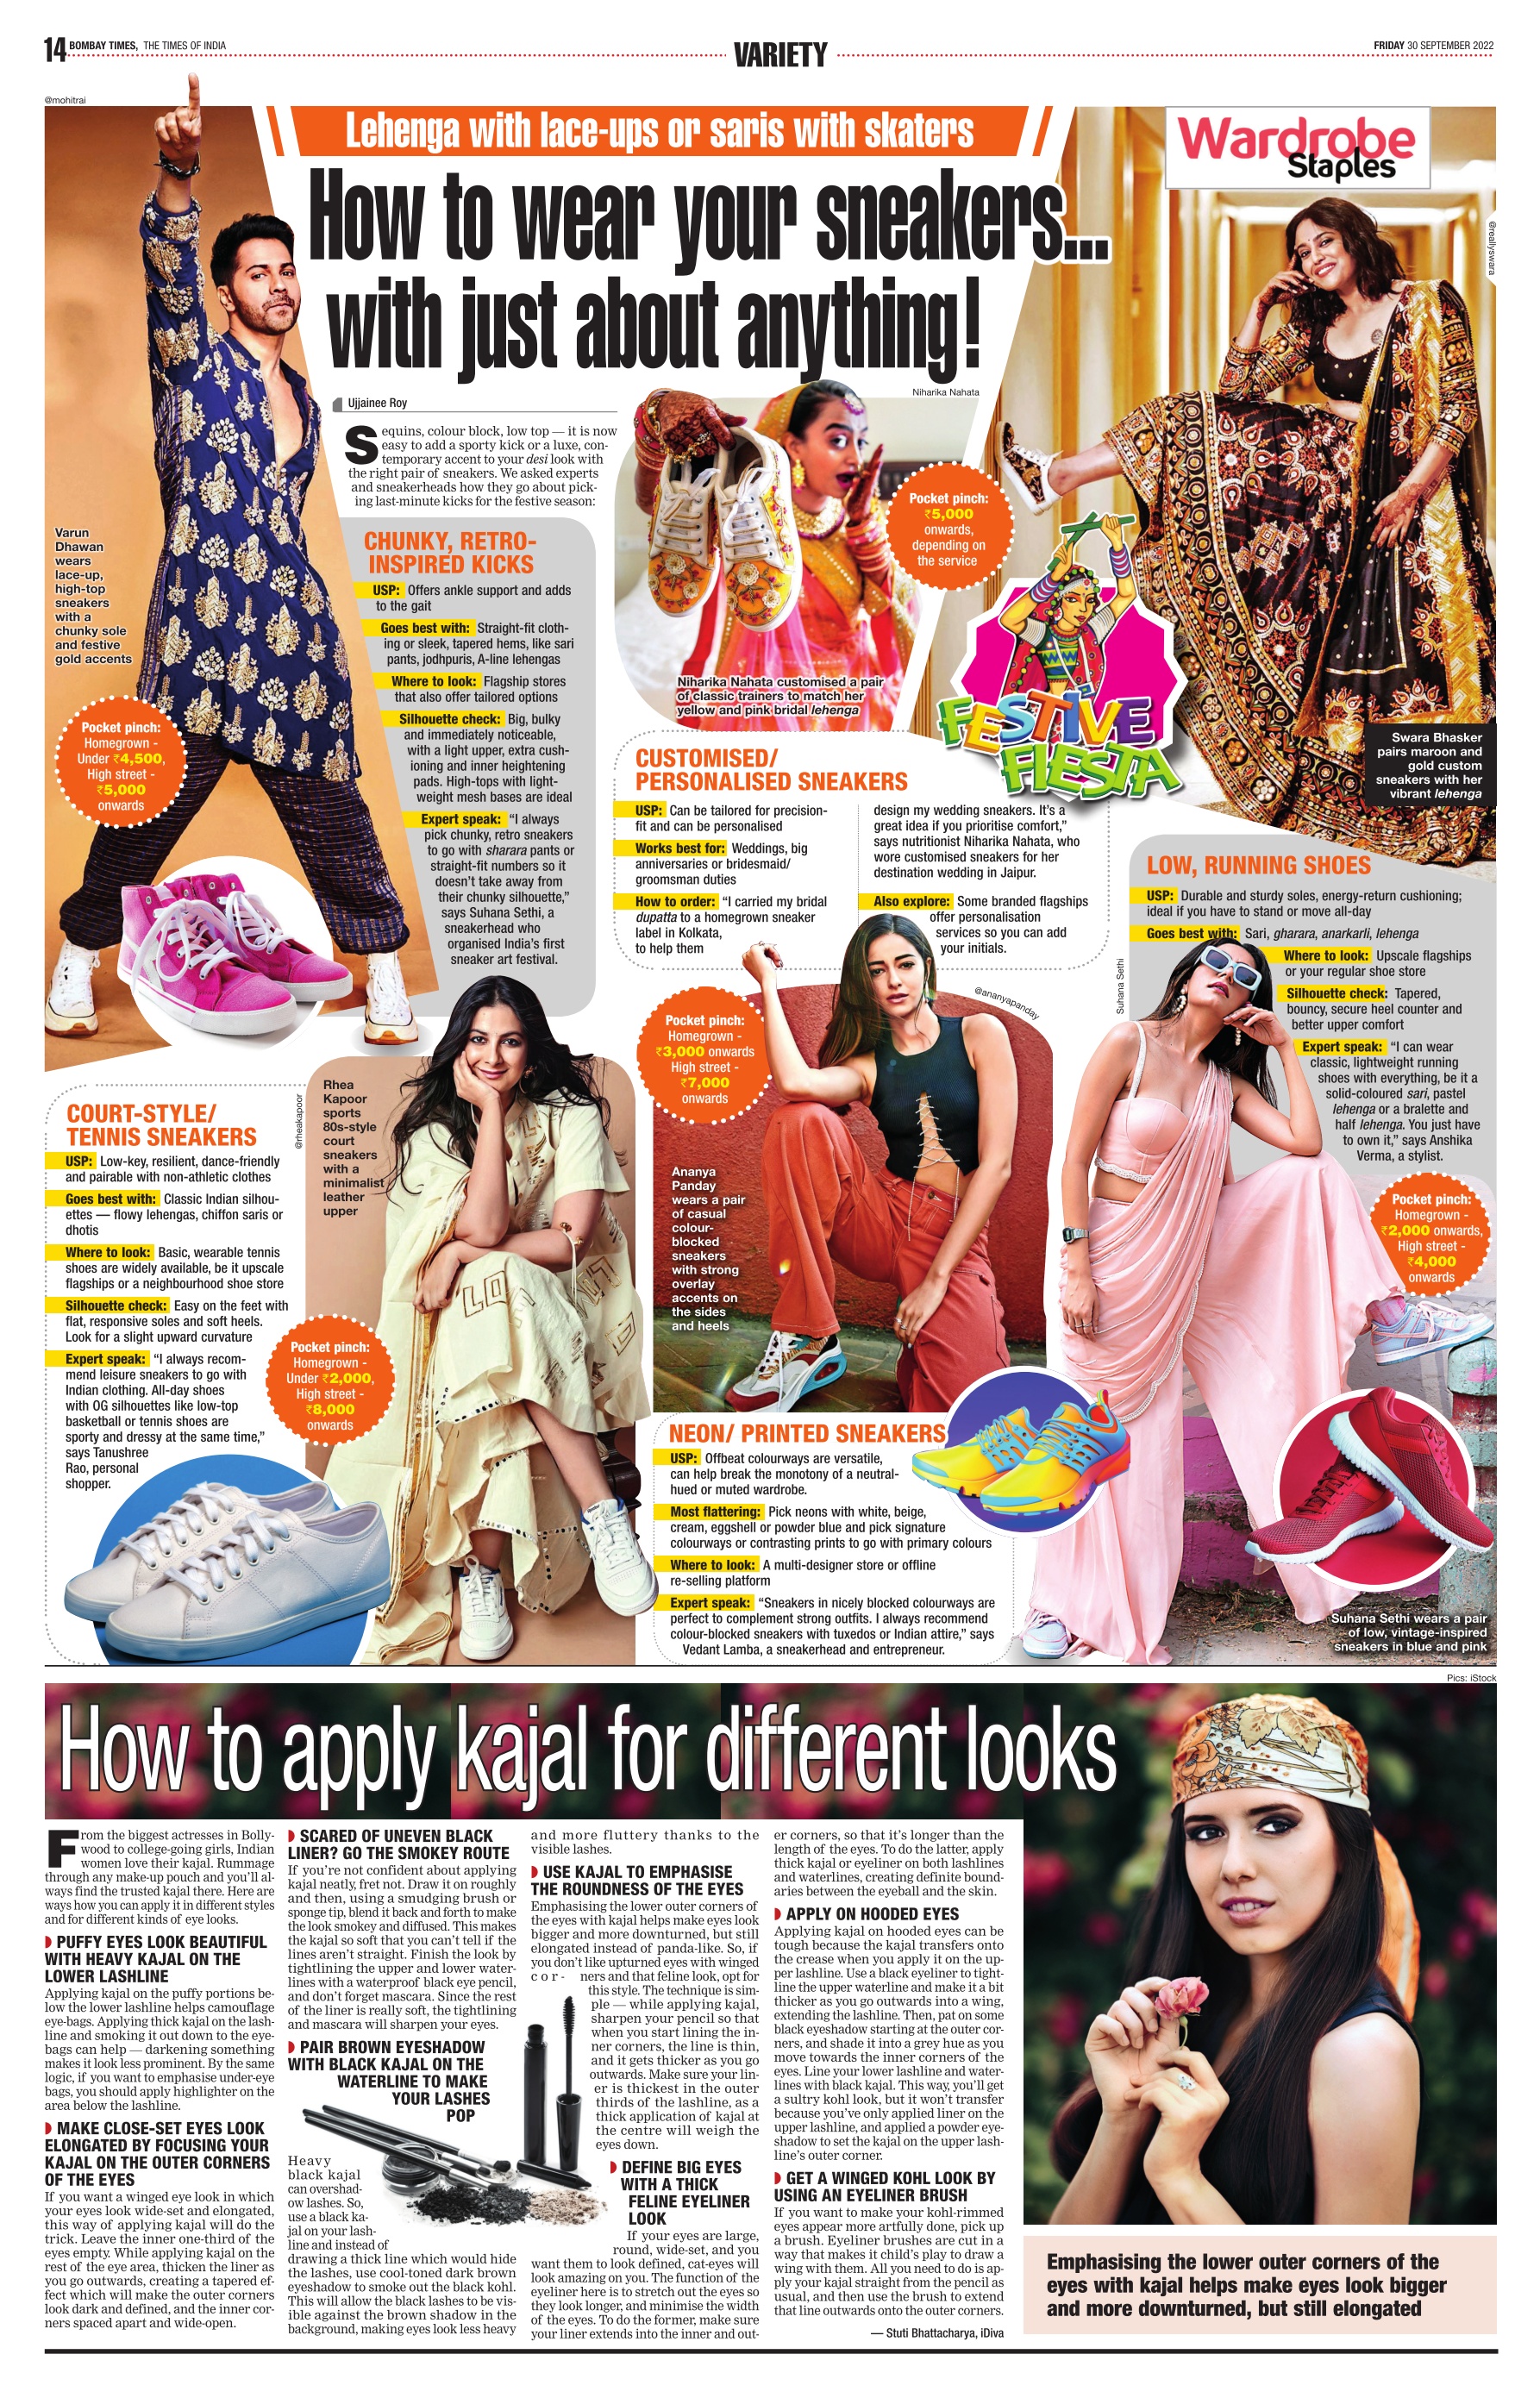 14 BOMBAY TIMES, THE TIMES OF INDIA
VARIETY
FRIDAY 30 SEPTEMBER 2022
@mohitrai
Lehenga with lace-ups or saris with skaters
How to wear your sneakers...
with just about anything!
Wardrobe
Staples
@reallyswara
Ujjainee Roy
Sequins, colour block, low top — it is now
easy to add a sporty kick or a luxe, con-
temporary accent to your desi look with
the right pair of sneakers. We asked experts
and sneakerheads how they go about pick-
ing last-minute kicks for the festive season:
Varun
Dhawan
wears
lace-up,
high-top
sneakers
with a
chunky sole
and festive
gold accents
Pocket pinch:
Homegrown -
Under ₹4,500,
High street -
₹5,000
onwards
CHUNKY, RETRO-
INSPIRED KICKS
USP: Offers ankle support and adds
to the gait
Goes best with: Straight-fit cloth-
ing or sleek, tapered hems, like sari
pants, jodhpuris, A-line lehengas
Where to look: Flagship stores
that also offer tailored options
Silhouette check: Big, bulky
and immediately noticeable,
with a light upper, extra cush-
ioning and inner heightening
pads. High-tops with light-
weight mesh bases are ideal
Expert speak: “I always
pick chunky, retro sneakers
to go with sharara pants or
straight-fit numbers so it
doesn’t take away from
their chunky silhouette,”
says Suhana Sethi, a
sneakerhead who
organised India’s first
sneaker art festival.
Niharika Nahata
Pocket pinch:
₹5,000
onwards,
depending on
the service
Niharika Nahata customised a pair
of classic trainers to match her
yellow and pink bridal lehenga
FESTIVE
FIESTA
Swara Bhasker
pairs maroon and
gold custom
sneakers with her
vibrant lehenga
CUSTOMISED/
PERSONALISED SNEAKERS
USP: Can be tailored for precision-
fit and can be personalised
Works best for: Weddings, big
anniversaries or bridesmaid/
groomsman duties
How to order: “I carried my bridal
dupatta to a homegrown sneaker
label in Kolkata,
to help them
design my wedding sneakers. It’s a
great idea if you prioritise comfort,”
says nutritionist Niharika Nahata, who
wore customised sneakers for her
destination wedding in Jaipur.
Also explore: Some branded flagships
offer personalisation
services so you can add
your initials.
LOW, RUNNING SHOES
USP: Durable and sturdy soles, energy-return cushioning;
ideal if you have to stand or move all-day
Goes best with: Sari, gharara, anarkarli, lehenga
Where to look: Upscale flagships
or your regular shoe store
Silhouette check: Tapered,
bouncy, secure heel counter and
better upper comfort
Expert speak: “I can wear
classic, lightweight running
shoes with everything, be it a
solid-coloured sari, pastel
lehenga or a bralette and
half lehenga. You just have
to own it,” says Anshika
Verma, a stylist.
Suhana Sethi
Pocket pinch:
Homegrown -
₹2,000 onwards,
High street -
₹4,000
onwards
Suhana Sethi wears a pair
of low, vintage-inspired
sneakers in blue and pink
COURT-STYLE/
TENNIS SNEAKERS
USP: Low-key, resilient, dance-friendly
and pairable with non-athletic clothes
Goes best with: Classic Indian silhou-
ettes — flowy lehengas, chiffon saris or
dhotis
Where to look: Basic, wearable tennis
shoes are widely available, be it upscale
flagships or a neighbourhood shoe store
Silhouette check: Easy on the feet with
flat, responsive soles and soft heels.
Look for a slight upward curvature
Expert speak: “I always recom-
mend leisure sneakers to go with
Indian clothing. All-day shoes
with OG silhouettes like low-top
basketball or tennis shoes are
sporty and dressy at the same time,”
says Tanushree
Rao, personal
shopper.
@rheakapoor
Rhea
Kapoor
sports
80s-style
court
sneakers
with a
minimalist
leather
upper
Pocket pinch:
Homegrown -
Under ₹2,000,
High street -
₹8,000
onwards
Pocket pinch:
Homegrown -
₹3,000 onwards
High street -
₹7,000
onwards
@ananyapanday
Ananya
Panday
wears a pair
of casual
colour-
blocked
sneakers
with strong
overlay
accents on
the sides
and heels
NEON/ PRINTED SNEAKERS
USP: Offbeat colourways are versatile,
can help break the monotony of a neutral-
hued or muted wardrobe.
Most flattering: Pick neons with white, beige,
cream, eggshell or powder blue and pick signature
colourways or contrasting prints to go with primary colours
Where to look: A multi-designer store or offline
re-selling platform
Expert speak: “Sneakers in nicely blocked colourways are
perfect to complement strong outfits. I always recommend
colour-blocked sneakers with tuxedos or Indian attire,” says
Vedant Lamba, a sneakerhead and entrepreneur.
Pics: iStock
How to apply kajal for different looks
From the biggest actresses in Bolly-
wood to college-going girls, Indian
women love their kajal. Rummage
through any make-up pouch and you’ll al-
ways find the trusted kajal there. Here are
ways how you can apply it in different styles
and for different kinds of eye looks.
PUFFY EYES LOOK BEAUTIFUL
WITH HEAVY KAJAL ON THE
LOWER LASHLINE
Applying kajal on the puffy portions be-
low the lower lashline helps camouflage
eye-bags. Applying thick kajal on the lash-
line and smoking it out down to the eye-
bags can help — darkening something
makes it look less prominent. By the same
logic, if you want to emphasise under-eye
bags, you should apply highlighter on the
area below the lashline.
MAKE CLOSE-SET EYES LOOK
ELONGATED BY FOCUSING YOUR
KAJAL ON THE OUTER CORNERS
OF THE EYES
If you want a winged eye look in which
your eyes look wide-set and elongated,
this way of applying kajal will do the
trick. Leave the inner one-third of the
eyes empty. While applying kajal on the
rest of the eye area, thicken the liner as
you go outwards, creating a tapered ef-
fect which will make the outer corners
look dark and defined, and the inner cor-
ners spaced apart and wide-open.
SCARED OF UNEVEN BLACK
LINER? GO THE SMOKEY ROUTE
If you’re not confident about applying
kajal neatly, fret not. Draw it on roughly
and then, using a smudging brush or
sponge tip, blend it back and forth to make
the look smokey and diffused. This makes
the kajal so soft that you can’t tell if the
lines aren’t straight. Finish the look by
tightlining the upper and lower water-
lines with a waterproof black eye pencil,
and don’t forget mascara. Since the rest
of the liner is really soft, the tightlining
and mascara will sharpen your eyes.
PAIR BROWN EYESHADOW
WITH BLACK KAJAL ON THE
WATERLINE TO MAKE
YOUR LASHES
POP
Heavy
black kajal
can overshad-
ow lashes. So,
use a black ka-
jal on your lash-
line and instead of
drawing a thick line which would hide
the lashes, use cool-toned dark brown
eyeshadow to smoke out the black kohl.
This will allow the black lashes to be vis-
ible against the brown shadow in the
background, making eyes look less heavy
and more fluttery thanks to the
visible lashes.
USE KAJAL TO EMPHASISE
THE ROUNDNESS OF THE EYES
Emphasising the lower outer corners of
the eyes with kajal helps make eyes look
bigger and more downturned, but still
elongated instead of panda-like. So, if
you don’t like upturned eyes with winged
cor- ners and that feline look, opt for
this style. The technique is sim-
ple — while applying kajal,
sharpen your pencil so that
when you start lining the in-
ner corners, the line is thin,
and it gets thicker as you go
outwards. Make sure your lin-
er is thickest in the outer
thirds of the lashline, as a
thick application of kajal at
the centre will weigh the
eyes down.
DEFINE BIG EYES
WITH A THICK
FELINE EYELINER
LOOK
If your eyes are large,
round, wide-set, and you
want them to look defined, cat-eyes will
look amazing on you. The function of the
eyeliner here is to stretch out the eyes so
they look longer, and minimise the width
of the eyes. To do the former, make sure
your liner extends into the inner and out-
er corners, so that it’s longer than the
length of the eyes. To do the latter, apply
thick kajal or eyeliner on both lashlines
and waterlines, creating definite bound-
aries between the eyeball and the skin.
APPLY ON HOODED EYES
Applying kajal on hooded eyes can be
tough because the kajal transfers onto
the crease when you apply it on the up-
per lashline. Use a black eyeliner to tight-
line the upper waterline and make it a bit
thicker as you go outwards into a wing,
extending the lashline. Then, pat on some
black eyeshadow starting at the outer cor-
ners, and shade it into a grey hue as you
move towards the inner corners of the
eyes. Line your lower lashline and water-
lines with black kajal. This way, you’ll get
a sultry kohl look, but it won’t transfer
because you’ve only applied liner on the
upper lashline, and applied a powder eye-
shadow to set the kajal on the upper lash-
line’s outer corner.
GET A WINGED KOHL LOOK BY
USING AN EYELINER BRUSH
If you want to make your kohl-rimmed
eyes appear more artfully done, pick up
a brush. Eyeliner brushes are cut in a
way that makes it child’s play to draw a
wing with them. All you need to do is ap-
ply your kajal straight from the pencil as
usual, and then use the brush to extend
that line outwards onto the outer corners.
— Stuti Bhattacharya, iDiva
Emphasising the lower outer corners of the
eyes with kajal helps make eyes look bigger
and more downturned, but still elongated